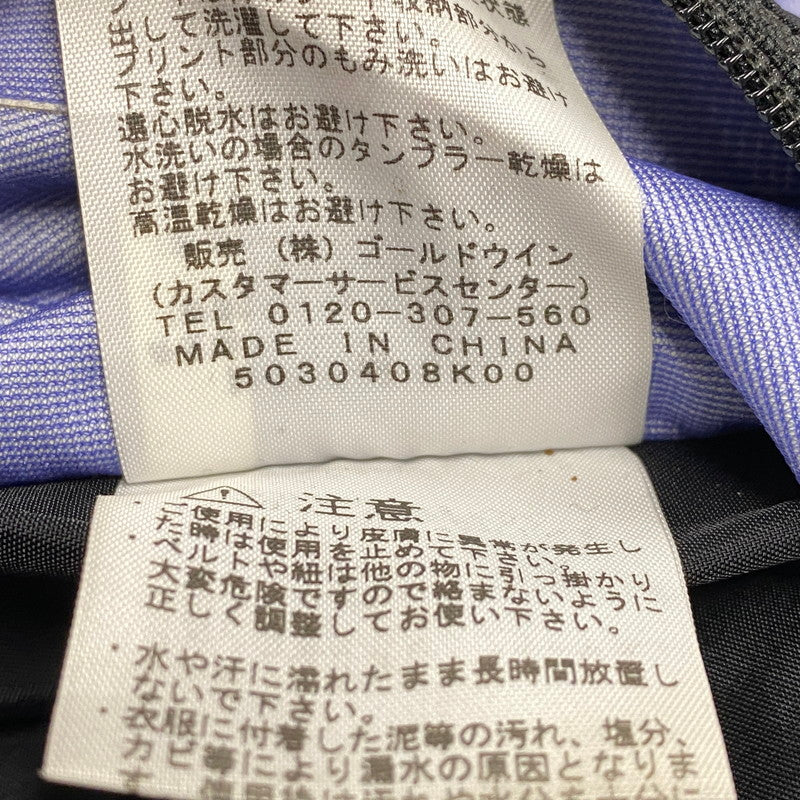 収納部分から
出して洗濯して下さい。
プリント部分のもみ洗いはお避け
下さい。
遠心脱水はお避け下さい。
水洗いの場合のタンブラー乾燥は
お避け下さい。
高温乾燥はお避け下さい。
販売 (株) ゴールドウイン
(カスタマーサービスセンター)
TEL 0120-307-560
MADE IN CHINA
5030408K00
注意
使用により皮膚に異常が発生し
た時は使用を止めて下さい。
ベルトや紐は他の物に引っ掛かり
大変危険ですので絡まないように
正しく調整してお使い下さい。
・水や汗に濡れたまま長時間放置し
ないで下さい。
・衣服に付着した泥等の汚れ、塩分、
カビ等により漏水の原因となりま